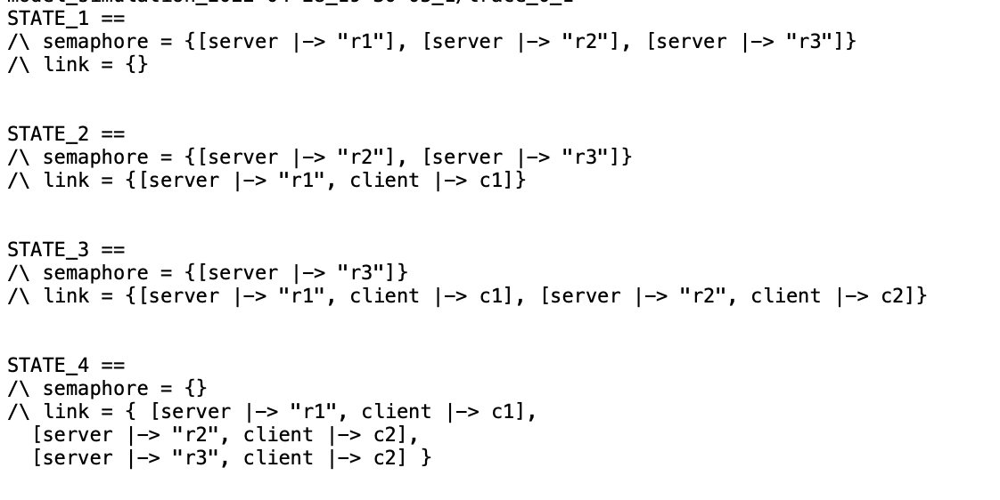 STATE_1 ==
/\ semaphore = {[server |-> "r1"], [server |-> "r2"], [server |-> "r3"]}
/\ link = {}
STATE_2 ==
/\ semaphore = {[server |-> "r2"], [server |-> "r3"]}
/\ link = {[server |-> "r1", client |-> c1]}
STATE_3 ==
/\ semaphore = {[server |-> "r3"]}
/\ link = {[server |-> "r1", client |-> c1], [server |-> "r2", client |-> c2]}
STATE_4 ==
/\ semaphore = {}
/\ link = { [server |-> "r1", client |-> c1],
[server |-> "r2", client |-> c2],
[server |-> "r3", client |-> c2] }